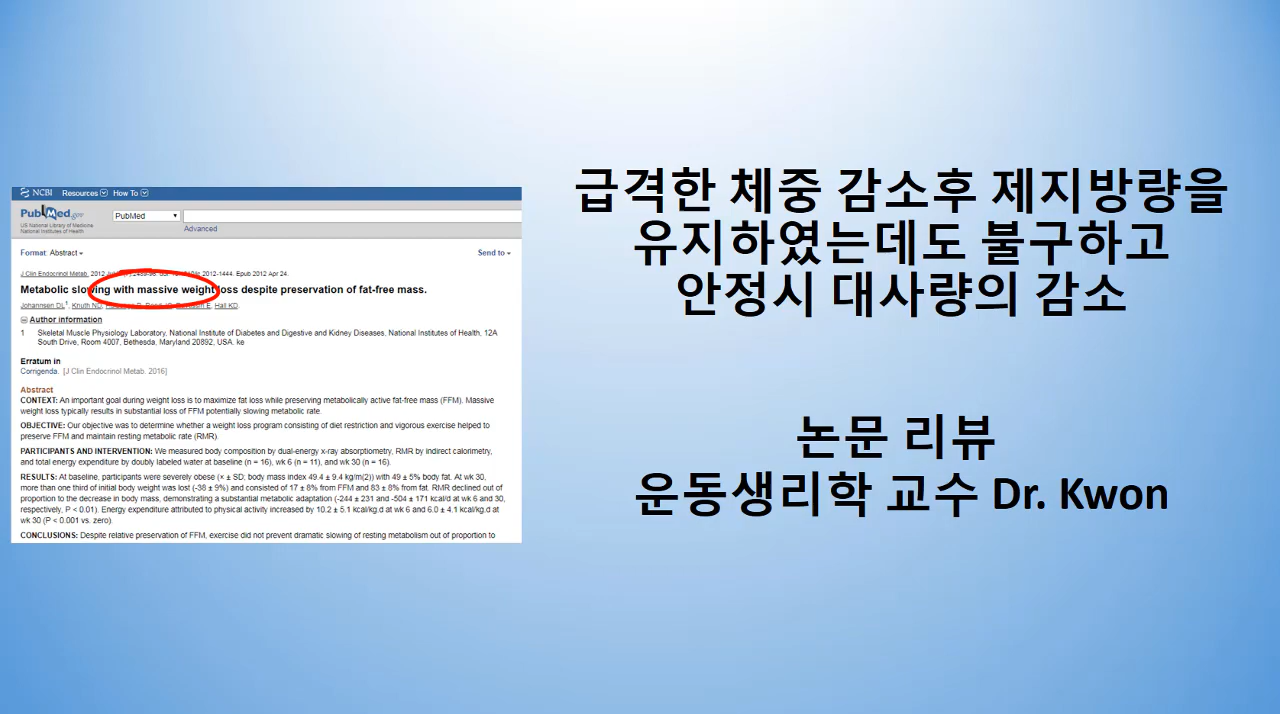 NCBI Resources How To
PubMed.gov
US National Library of Medicine
National Institutes of Health
PubMed
Advanced
Format: Abstract
Send to
J Clin Endocrinol Metab. 2012 2012-1444. Epub 2012 Apr 24.
Metabolic slowing with massive weight loss despite preservation of fat-free mass.
Johannsen DL1, Knuth ND, E, Hall KD.
Author information
1 Skeletal Muscle Physiology Laboratory, National Institute of Diabetes and Digestive and Kidney Diseases, National Institutes of Health, 12A
South Drive, Room 4007, Bethesda, Maryland 20892, USA. ke
Erratum in
Corrigenda. [J Clin Endocrinol Metab. 2016]
Abstract
CONTEXT: An important goal during weight loss is to maximize fat loss while preserving metabolically active fat-free mass (FFM). Massive
weight loss typically results in substantial loss of FFM potentially slowing metabolic rate.
OBJECTIVE: Our objective was to determine whether a weight loss program consisting of diet restriction and vigorous exercise helped to
preserve FFM and maintain resting metabolic rate (RMR).
PARTICIPANTS AND INTERVENTION: We measured body composition by dual-energy x-ray absorptiometry, RMR by indirect calorimetry,
and total energy expenditure by doubly labeled water at baseline (n = 16), wk 6 (n = 11), and wk 30 (n = 16).
RESULTS: At baseline, participants were severely obese (× ± SD; body mass index 49.4 ± 9.4 kg/m(2)) with 49 ± 5% body fat. At wk 30,
more than one third of initial body weight was lost (-38 ± 9%) and consisted of 17 ± 8% from FFM and 83 ± 8% from fat. RMR declined out of
proportion to the decrease in body mass, demonstrating a substantial metabolic adaptation (-244 ± 231 and -504 ± 171 kcal/d at wk 6 and 30,
respectively, P < 0.01). Energy expenditure attributed to physical activity increased by 10.2 ± 5.1 kcal/kg.d at wk 6 and 6.0 ± 4.1 kcal/kg.d at
wk 30 (P < 0.001 vs. zero).
CONCLUSIONS: Despite relative preservation of FFM, exercise did not prevent dramatic slowing of resting metabolism out of proportion to
급격한 체중 감소후 제지방량을
유지하였는데도 불구하고
안정시 대사량의 감소
논문 리뷰
운동생리학 교수 Dr. Kwon